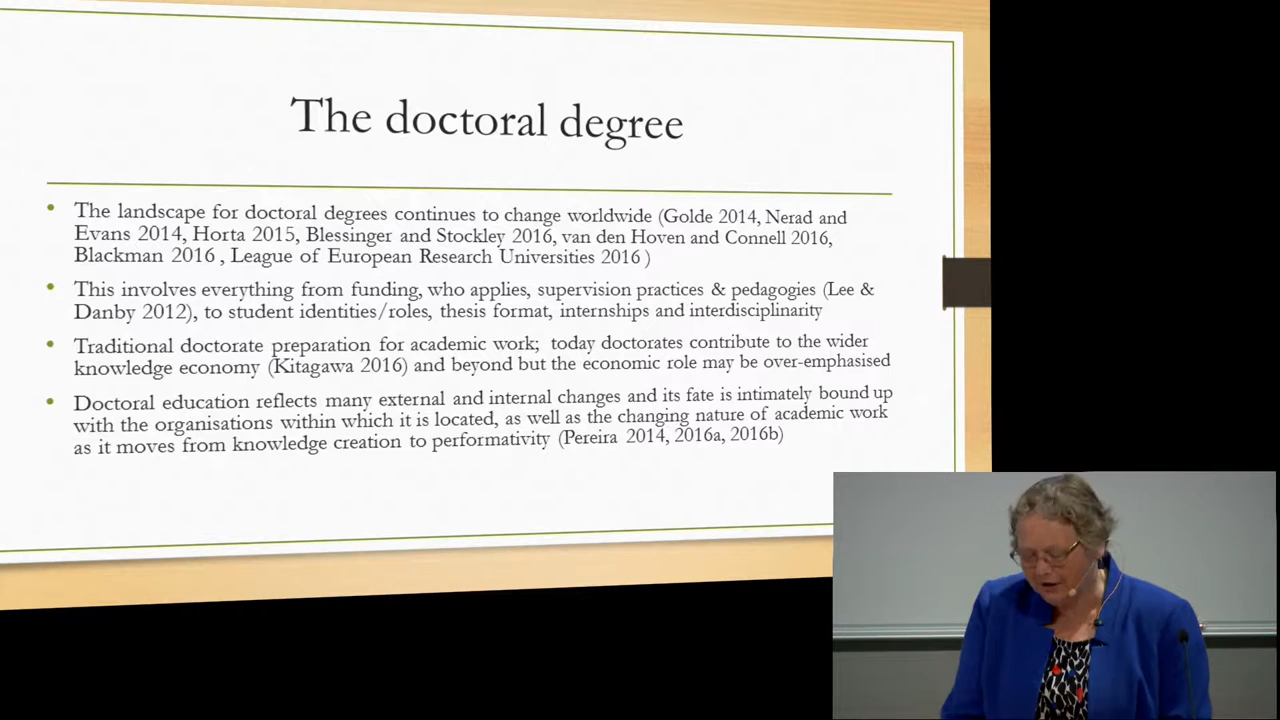 The doctoral degree
• The landscape for doctoral degrees continues to change worldwide (Golde 2014, Nerad and
Evans 2014, Horta 2015, Blessinger and Stockley 2016, van den Hoven and Connell 2016,
Blackman 2016 , League of European Research Universities 2016 )
• This involves everything from funding, who applies, supervision practices & pedagogies (Lee &
Danby 2012), to student identities/roles, thesis format, internships and interdisciplinarity
• Traditional doctorate preparation for academic work; today doctorates contribute to the wider
knowledge economy (Kitagawa 2016) and beyond but the economic role may be over-emphasised
• Doctoral education reflects many external and internal changes and its fate is intimately bound up
with the organisations within which it is located, as well as the changing nature of academic work
as it moves from knowledge creation to performativity (Pereira 2014, 2016a, 2016b)